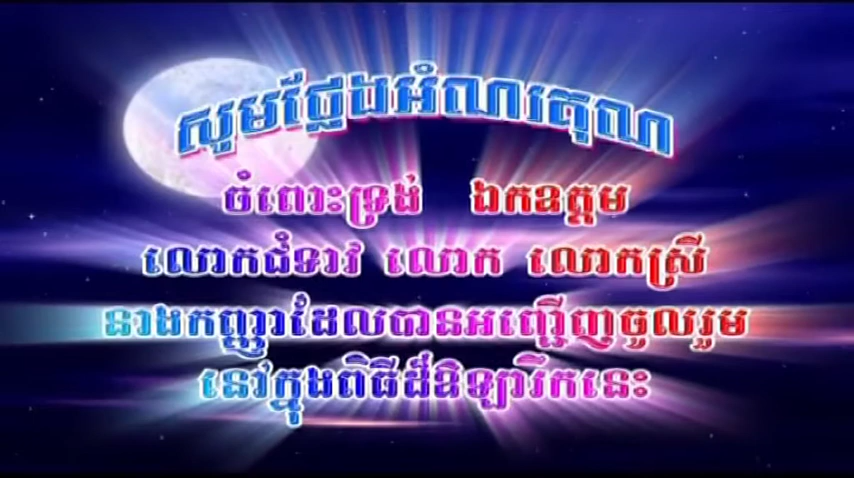 សូមថ្លែងអំណរគុណ
ចំពោះទ្រង់ ឯកឧត្តម
លោកជំទាវ លោក លោកស្រី
នាងកញ្ញាដែលបានអញ្ជើញចូលរួម
នៅក្នុងពិធីដ៏ឱឡារឹកនេះ